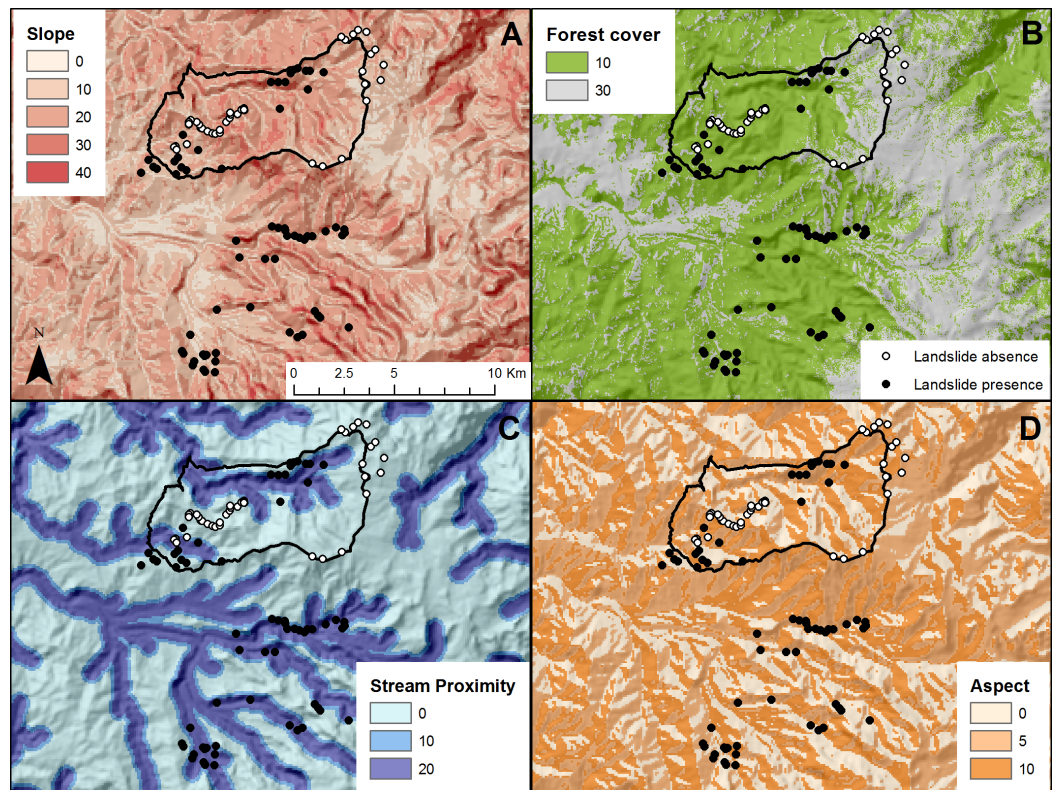 Slope
0
10
20
30
40
A
N
0 2.5 5 10 Km
Forest cover
10
30
B
Landslide absence
Landslide presence
C
Stream Proximity
0
10
20
D
Aspect
0
5
10